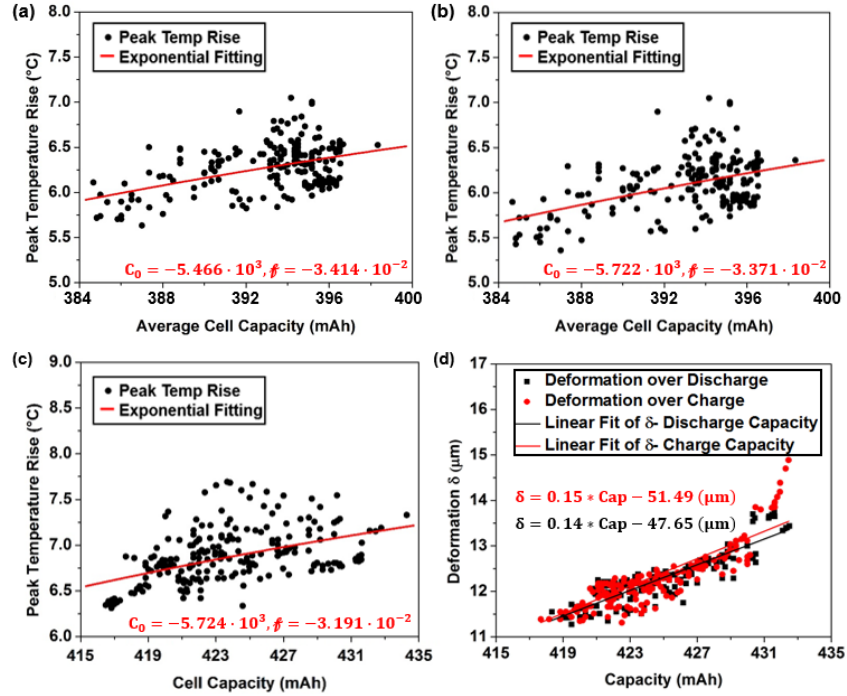 (a)
8.0
7.5
7.0
6.5
6.0
5.5
5.0
Peak Temperature Rise (°C)
Peak Temp Rise
Exponential Fitting
C₀ = −5.466 · 10³, f = −3.414 · 10⁻²
384 388 392 396 400
Average Cell Capacity (mAh)
(b)
8.0
7.5
7.0
6.5
6.0
5.5
5.0
Peak Temperature Rise (°C)
Peak Temp Rise
Exponential Fitting
C₀ = −5.722 · 10³, f = −3.371 · 10⁻²
384 388 392 396 400
Average Cell Capacity (mAh)
(c)
9.0
8.5
8.0
7.5
7.0
6.5
6.0
Peak Temperature Rise (°C)
Peak Temp Rise
Exponential Fitting
C₀ = −5.724 · 10³, f = −3.191 · 10⁻²
415 419 423 427 431 435
Cell Capacity (mAh)
(d)
17
16
15
14
13
12
11
Deformation δ (μm)
Deformation over Discharge
Deformation over Charge
Linear Fit of δ- Discharge Capacity
Linear Fit of δ- Charge Capacity
δ = 0.15 * Cap − 51.49 (μm)
δ = 0.14 * Cap − 47.65 (μm)
415 419 423 427 431 435
Capacity (mAh)